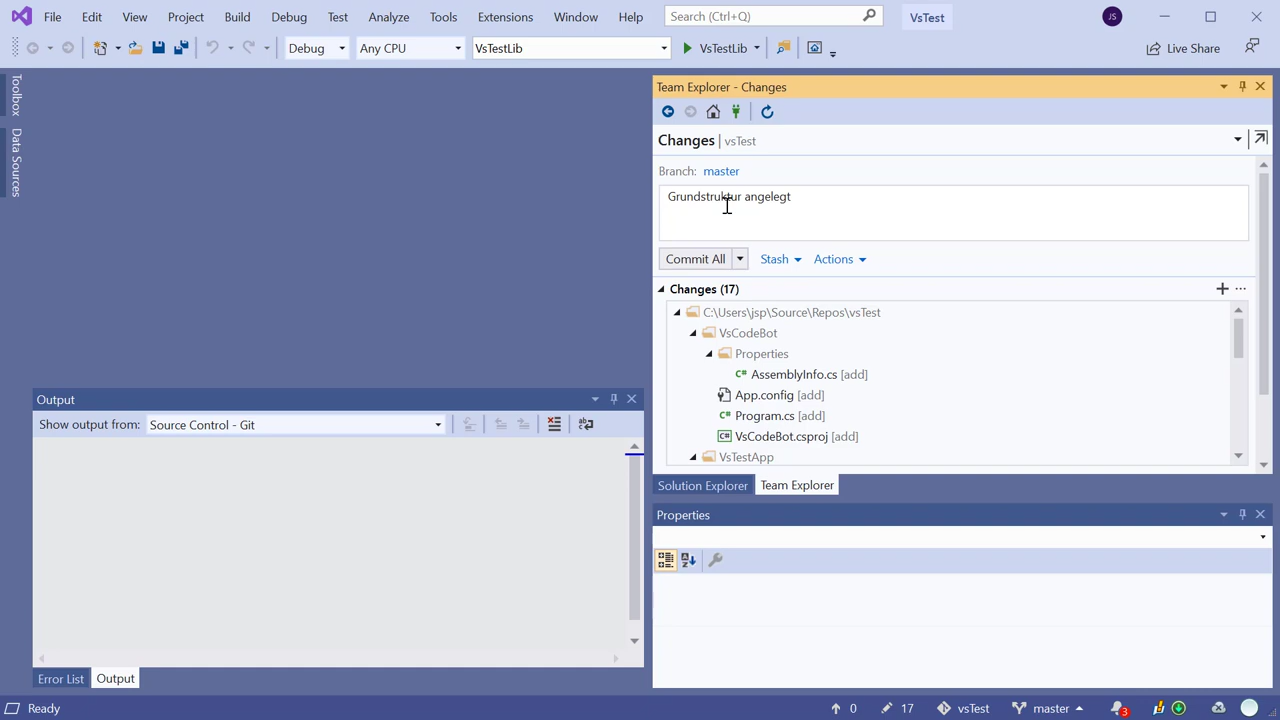 File Edit View Project Build Debug Test Analyze Tools Extensions Window Help Search (Ctrl+Q) VsTest JS
Debug Any CPU VsTestLib VsTestLib Live Share
Toolbox
Data Sources
Team Explorer - Changes
Changes | vsTest
Branch: master
Grundstruktur angelegt
Commit All Stash Actions
Changes (17)
C:\Users\jsp\Source\Repos\vsTest
VsCodeBot
Properties
C# AssemblyInfo.cs [add]
App.config [add]
C# Program.cs [add]
C# VsCodeBot.csproj [add]
VsTestApp
Solution Explorer Team Explorer
Output
Show output from: Source Control - Git
Error List Output
Properties
Ready 0 17 vsTest master 3